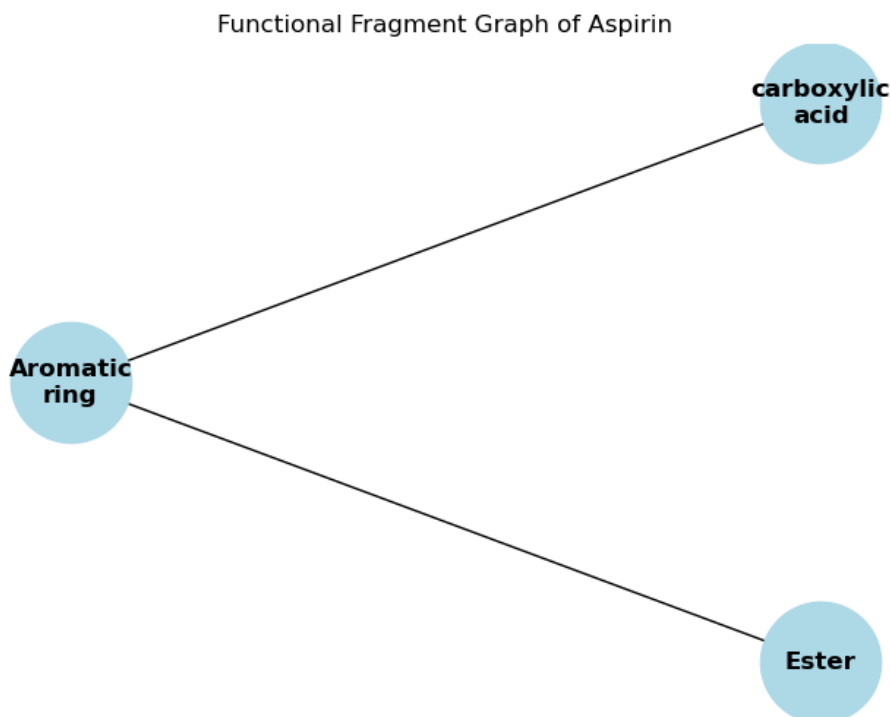 Functional Fragment Graph of Aspirin
carboxylic
acid
Aromatic
ring
Ester